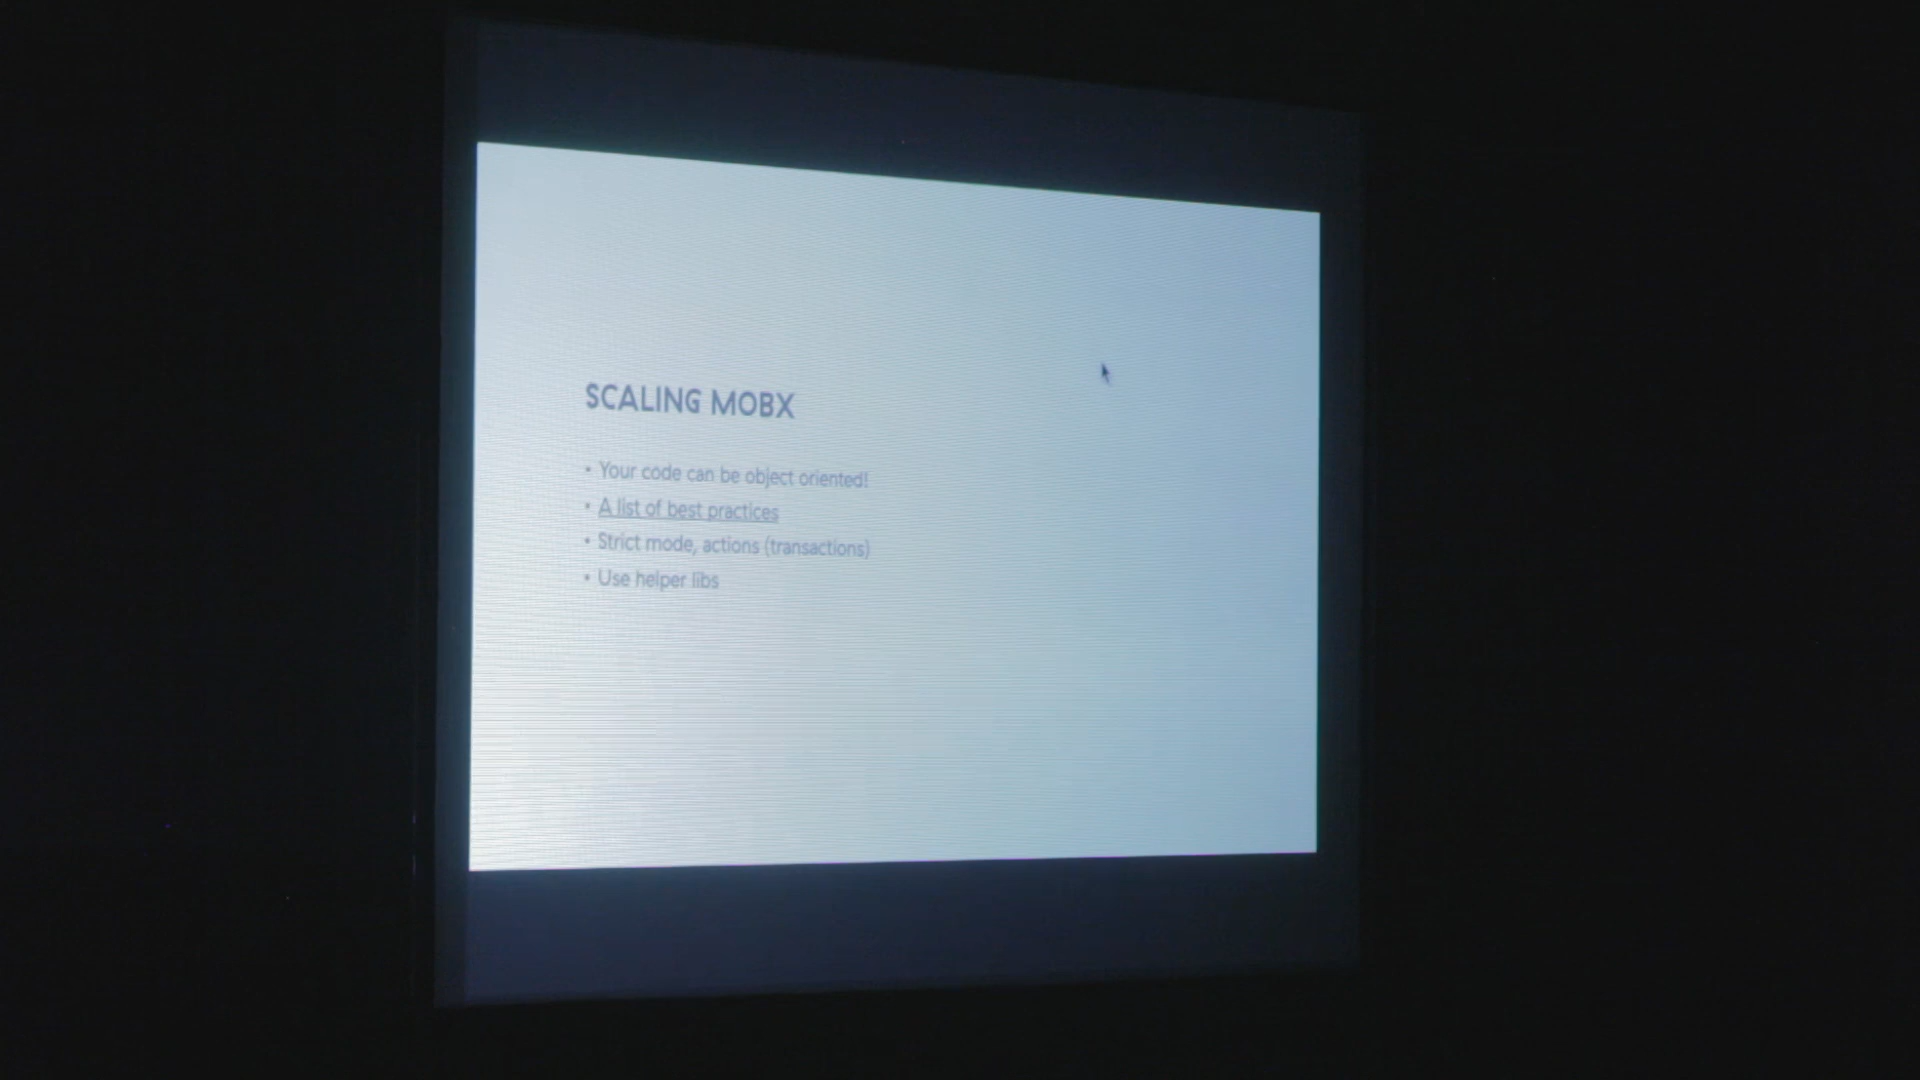 SCALING MOBX
• Your code can be object oriented!
• A list of best practices
• Strict mode, actions (transactions)
• Use helper libs